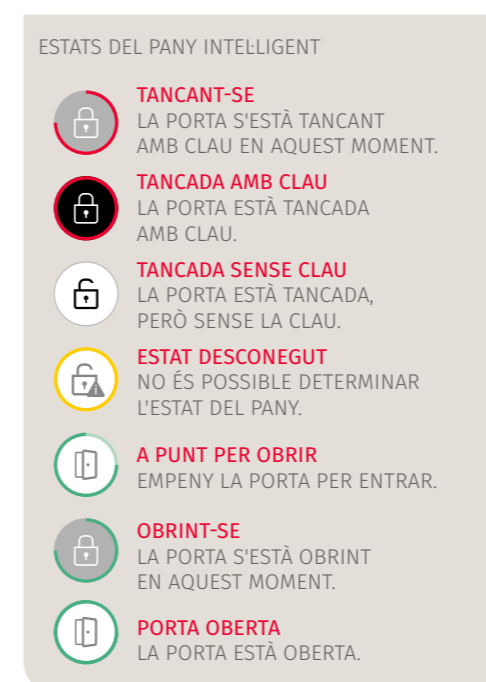 ESTATS DEL PANY INTEL·LIGENT
TANCANT-SE
LA PORTA S'ESTÀ TANCANT
AMB CLAU EN AQUEST MOMENT.
TANCADA AMB CLAU
LA PORTA ESTÀ TANCADA
AMB CLAU.
TANCADA SENSE CLAU
LA PORTA ESTÀ TANCADA,
PERÒ SENSE LA CLAU.
ESTAT DESCONEGUT
NO ÉS POSSIBLE DETERMINAR
L'ESTAT DEL PANY.
A PUNT PER OBRIR
EMPENY LA PORTA PER ENTRAR.
OBRINT-SE
LA PORTA S'ESTÀ OBRINT
EN AQUEST MOMENT.
PORTA OBERTA
LA PORTA ESTÀ OBERTA.